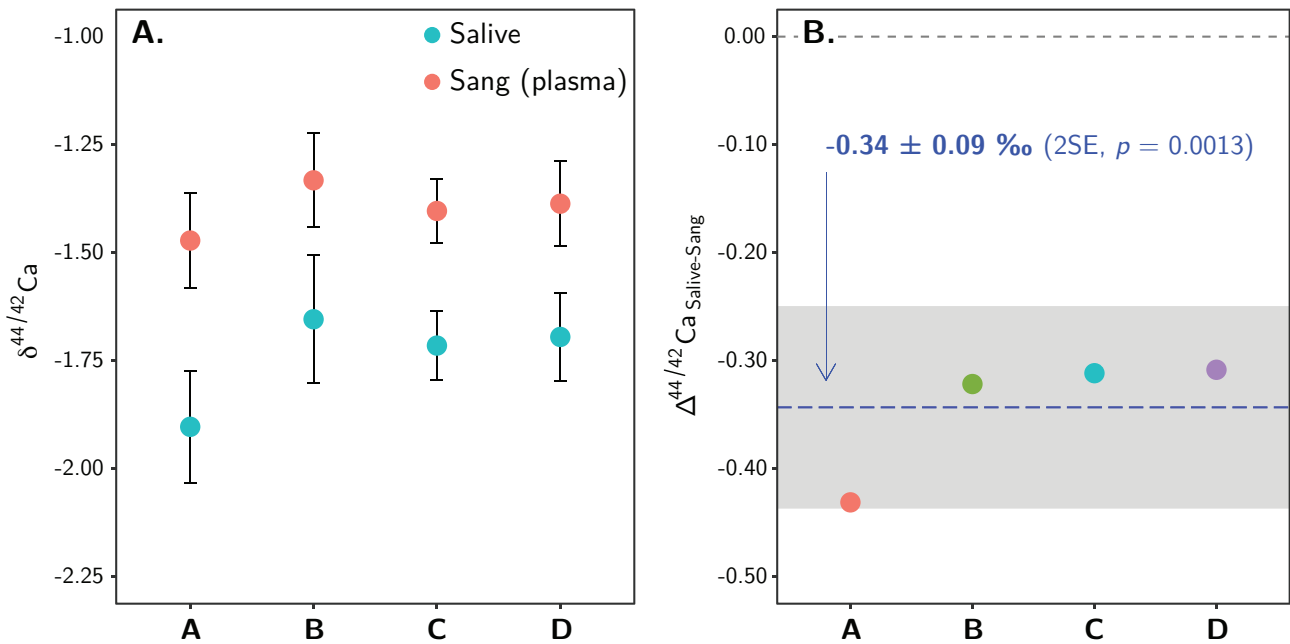 A.
Salive
Sang (plasma)
δ44/42Ca
-1.00
-1.25
-1.50
-1.75
-2.00
-2.25
A B C D
B.
-0.34 ± 0.09 ‰ (2SE, p = 0.0013)
Δ44/42Ca Salive-Sang
0.00
-0.10
-0.20
-0.30
-0.40
-0.50
A B C D